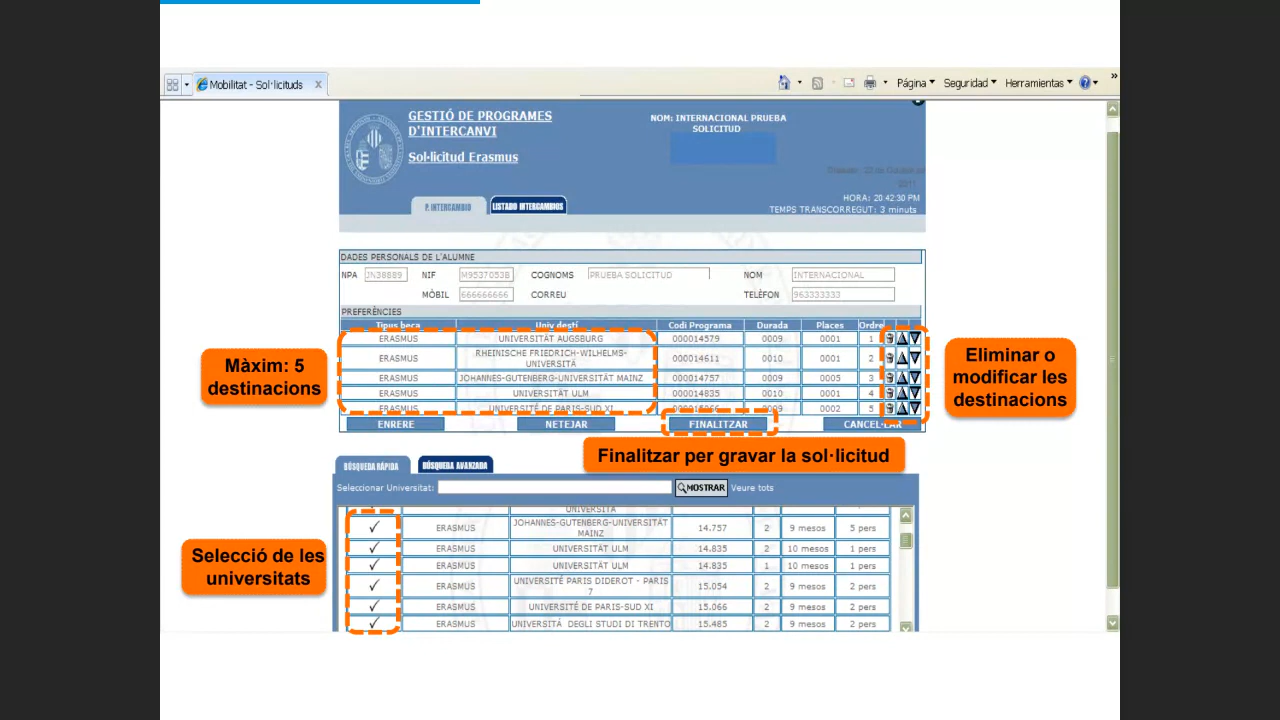 Mobilitat - Sol·licituds x
Página Seguridad Herramientas »
GESTIÓ DE PROGRAMES
D'INTERCANVI
Sol·licitud Erasmus
NOM: INTERNACIONAL PRUEBA
SOLICITUD
HORA: 20:42:30 PM
TEMPS TRANSCORREGUT: 3 minuts
P. INTERCAMBIO LISTADO INTERCAMBIOS
DADES PERSONALS DE L'ALUMNE
NPA JN38889 NIF M9537053B COGNOMS PRUEBA SOLICITUD NOM INTERNACIONAL
MÒBIL 666666666 CORREU TELÈFON 963333333
PREFERÈNCIES
Tipus beca Univ destí Codi Programa Durada Places Ordre
ERASMUS UNIVERSITÄT AUGSBURG 000014579 0009 0001 1
ERASMUS RHEINISCHE FRIEDRICH-WILHELMS-
UNIVERSITÄ 000014611 0010 0001 2
ERASMUS JOHANNES-GUTENBERG-UNIVERSITÄT MAINZ 000014757 0009 0005 3
ERASMUS UNIVERSITÄT ULM 000014835 0010 0001 4
ERASMUS UNIVERSITÉ DE PARIS-SUD XI 000015066 0009 0002 5
ENRERE NETEJAR FINALITZAR CANCEL·LAR
Màxim: 5
destinacions
Eliminar o
modificar les
destinacions
Finalitzar per gravar la sol·licitud
BÚSQUEDA RÁPIDA BÚSQUEDA AVANZADA
Seleccionar Universitat: MOSTRAR Veure tots
UNIVERSITÄ
ERASMUS JOHANNES-GUTENBERG-UNIVERSITÄT
MAINZ 14.757 2 9 mesos 5 pers
ERASMUS UNIVERSITÄT ULM 14.835 2 10 mesos 1 pers
ERASMUS UNIVERSITÄT ULM 14.835 1 10 mesos 1 pers
ERASMUS UNIVERSITÉ PARIS DIDEROT - PARIS
7 15.054 2 9 mesos 2 pers
ERASMUS UNIVERSITÉ DE PARIS-SUD XI 15.066 2 9 mesos 2 pers
ERASMUS UNIVERSITÁ DEGLI STUDI DI TRENTO 15.485 2 9 mesos 2 pers
Selecció de les
universitats